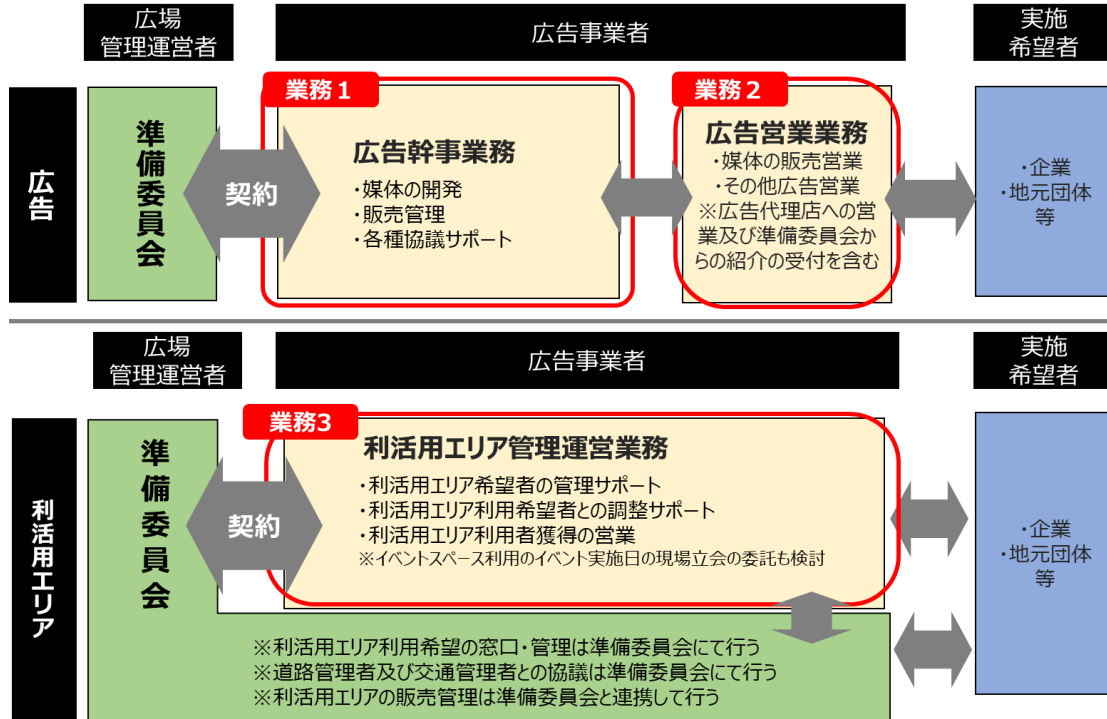 広場
管理運営者
広告事業者
実施
希望者
広告
準備委員会
契約
業務１
広告幹事業務
・媒体の開発
・販売管理
・各種協議サポート
業務２
広告営業業務
・媒体の販売営業
・その他広告営業
※広告代理店への営
業及び準備委員会か
らの紹介の受付を含む
・企業
・地元団体
等
広場
管理運営者
広告事業者
実施
希望者
利活用エリア
準備委員会
契約
業務3
利活用エリア管理運営業務
・利活用エリア希望者の管理サポート
・利活用エリア利用希望者との調整サポート
・利活用エリア利用者獲得の営業
※イベントスペース利用のイベント実施日の現場立会の委託も検討
・企業
・地元団体
等
※利活用エリア利用希望の窓口・管理は準備委員会にて行う
※道路管理者及び交通管理者との協議は準備委員会にて行う
※利活用エリアの販売管理は準備委員会と連携して行う